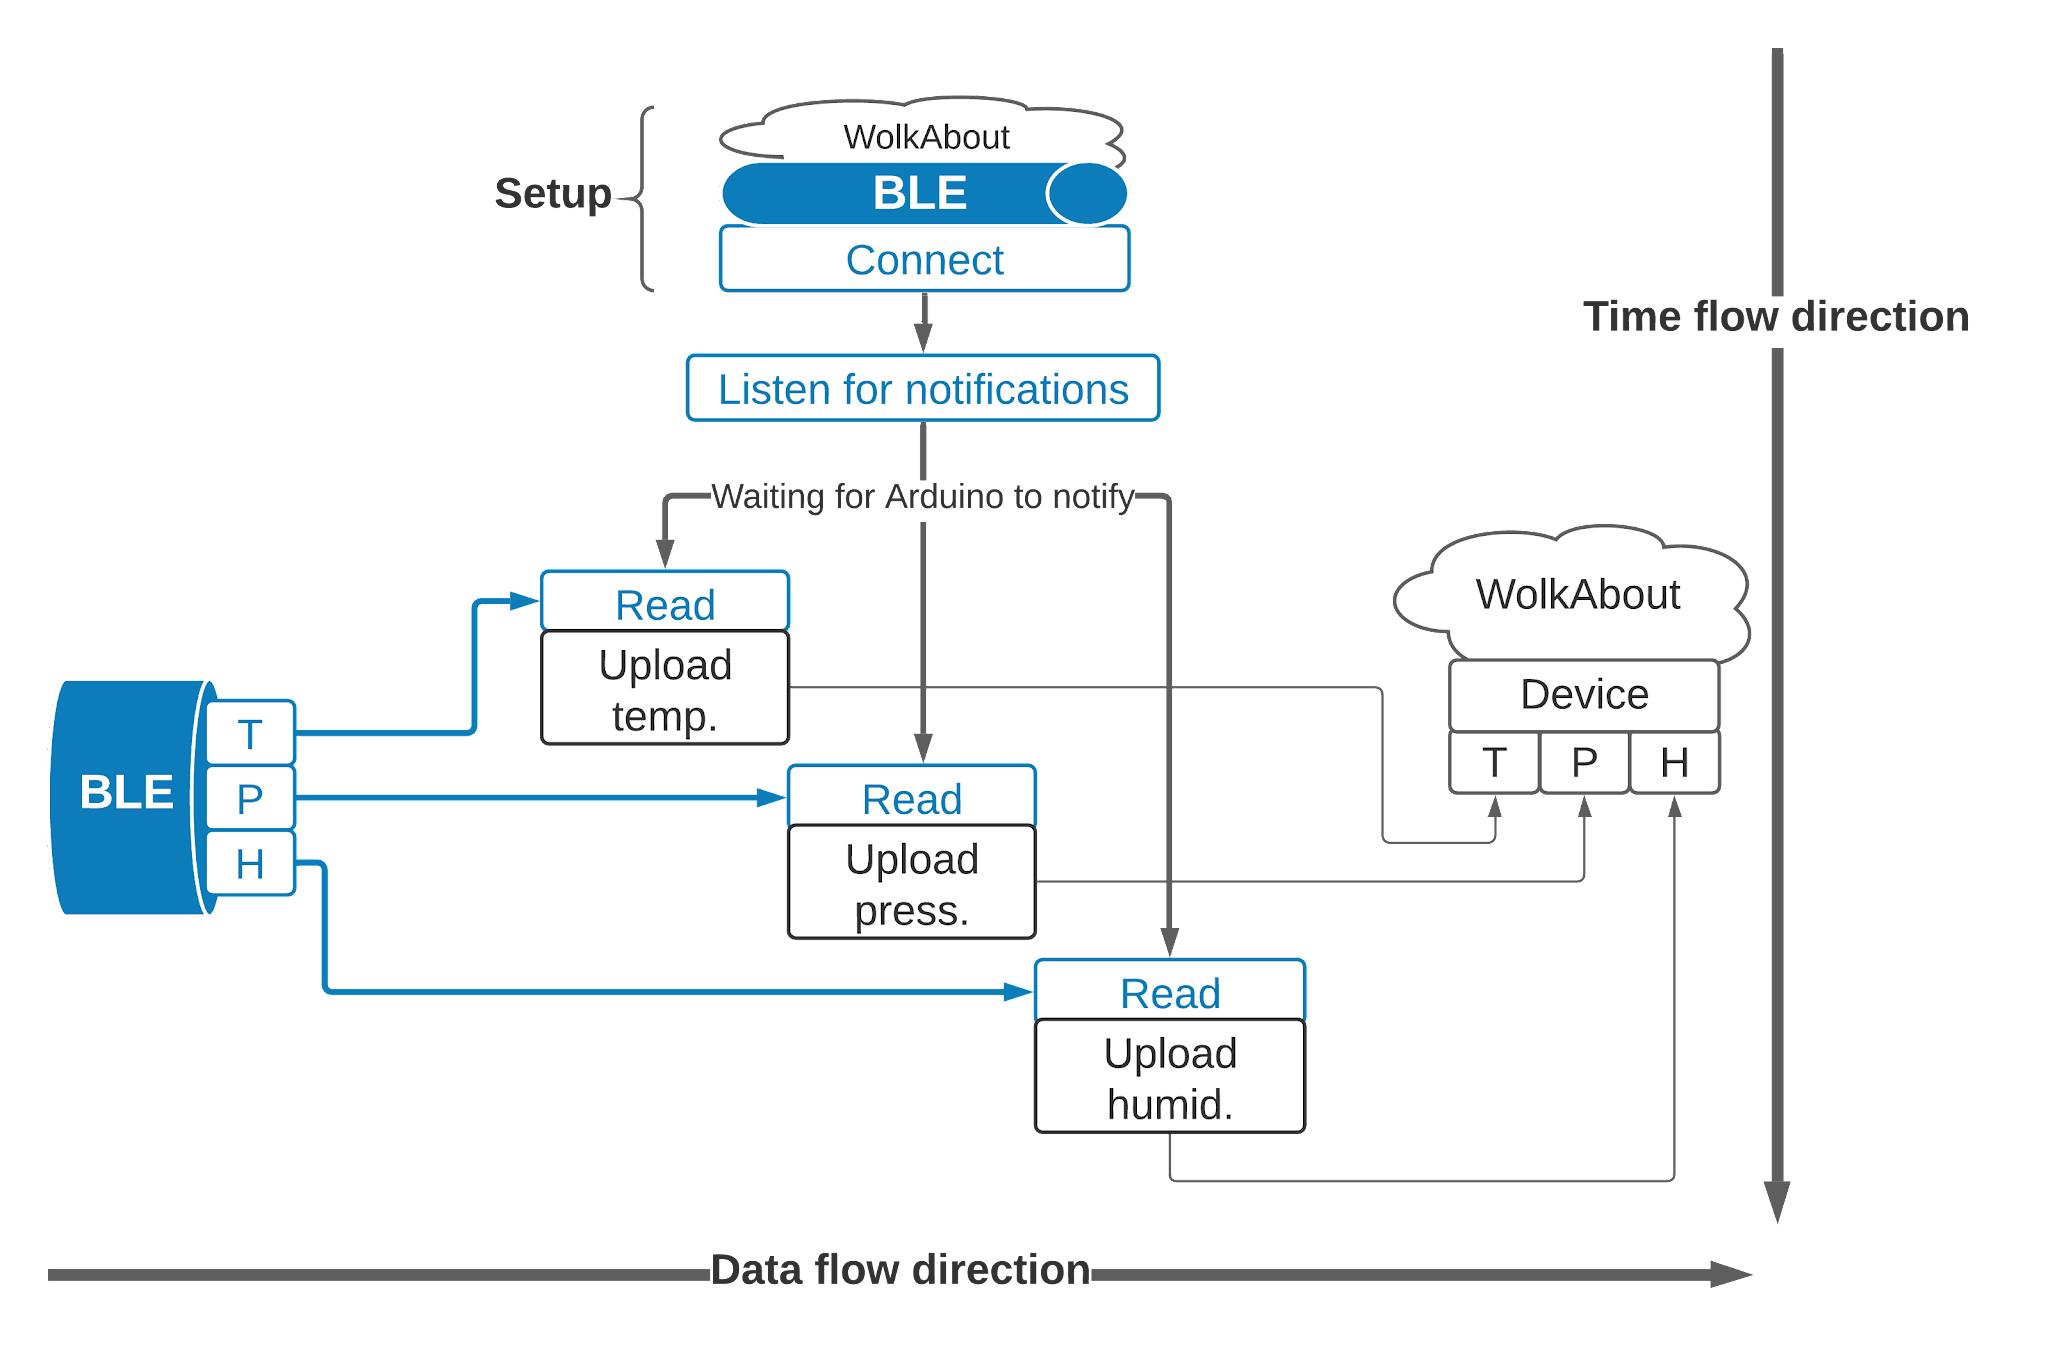 WolkAbout
Setup
BLE
Connect
Time flow direction
Listen for notifications
Waiting for Arduino to notify
Read
Upload
temp.
WolkAbout
Device
T P H
BLE
T
P
H
Read
Upload
press.
Read
Upload
humid.
Data flow direction